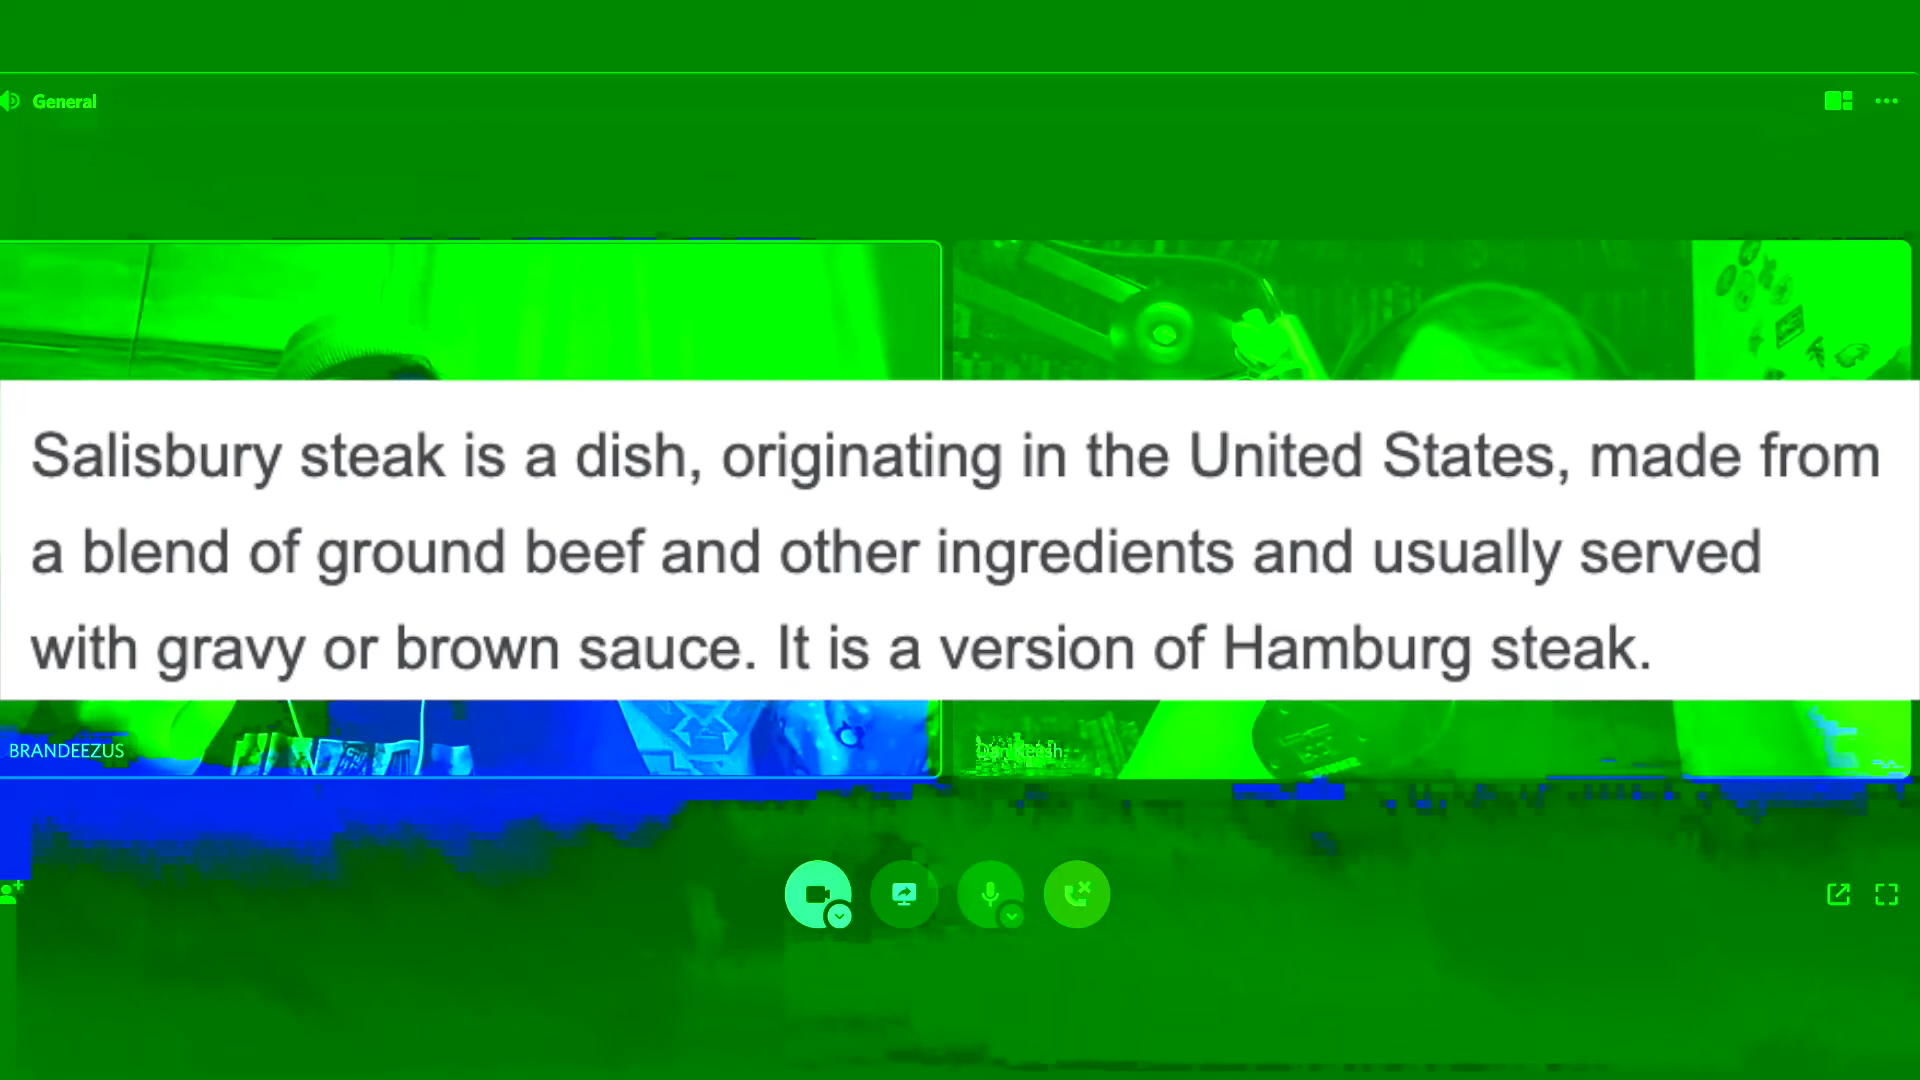 General
Salisbury steak is a dish, originating in the United States, made from
a blend of ground beef and other ingredients and usually served
with gravy or brown sauce. It is a version of Hamburg steak.
BRANDEEZUS